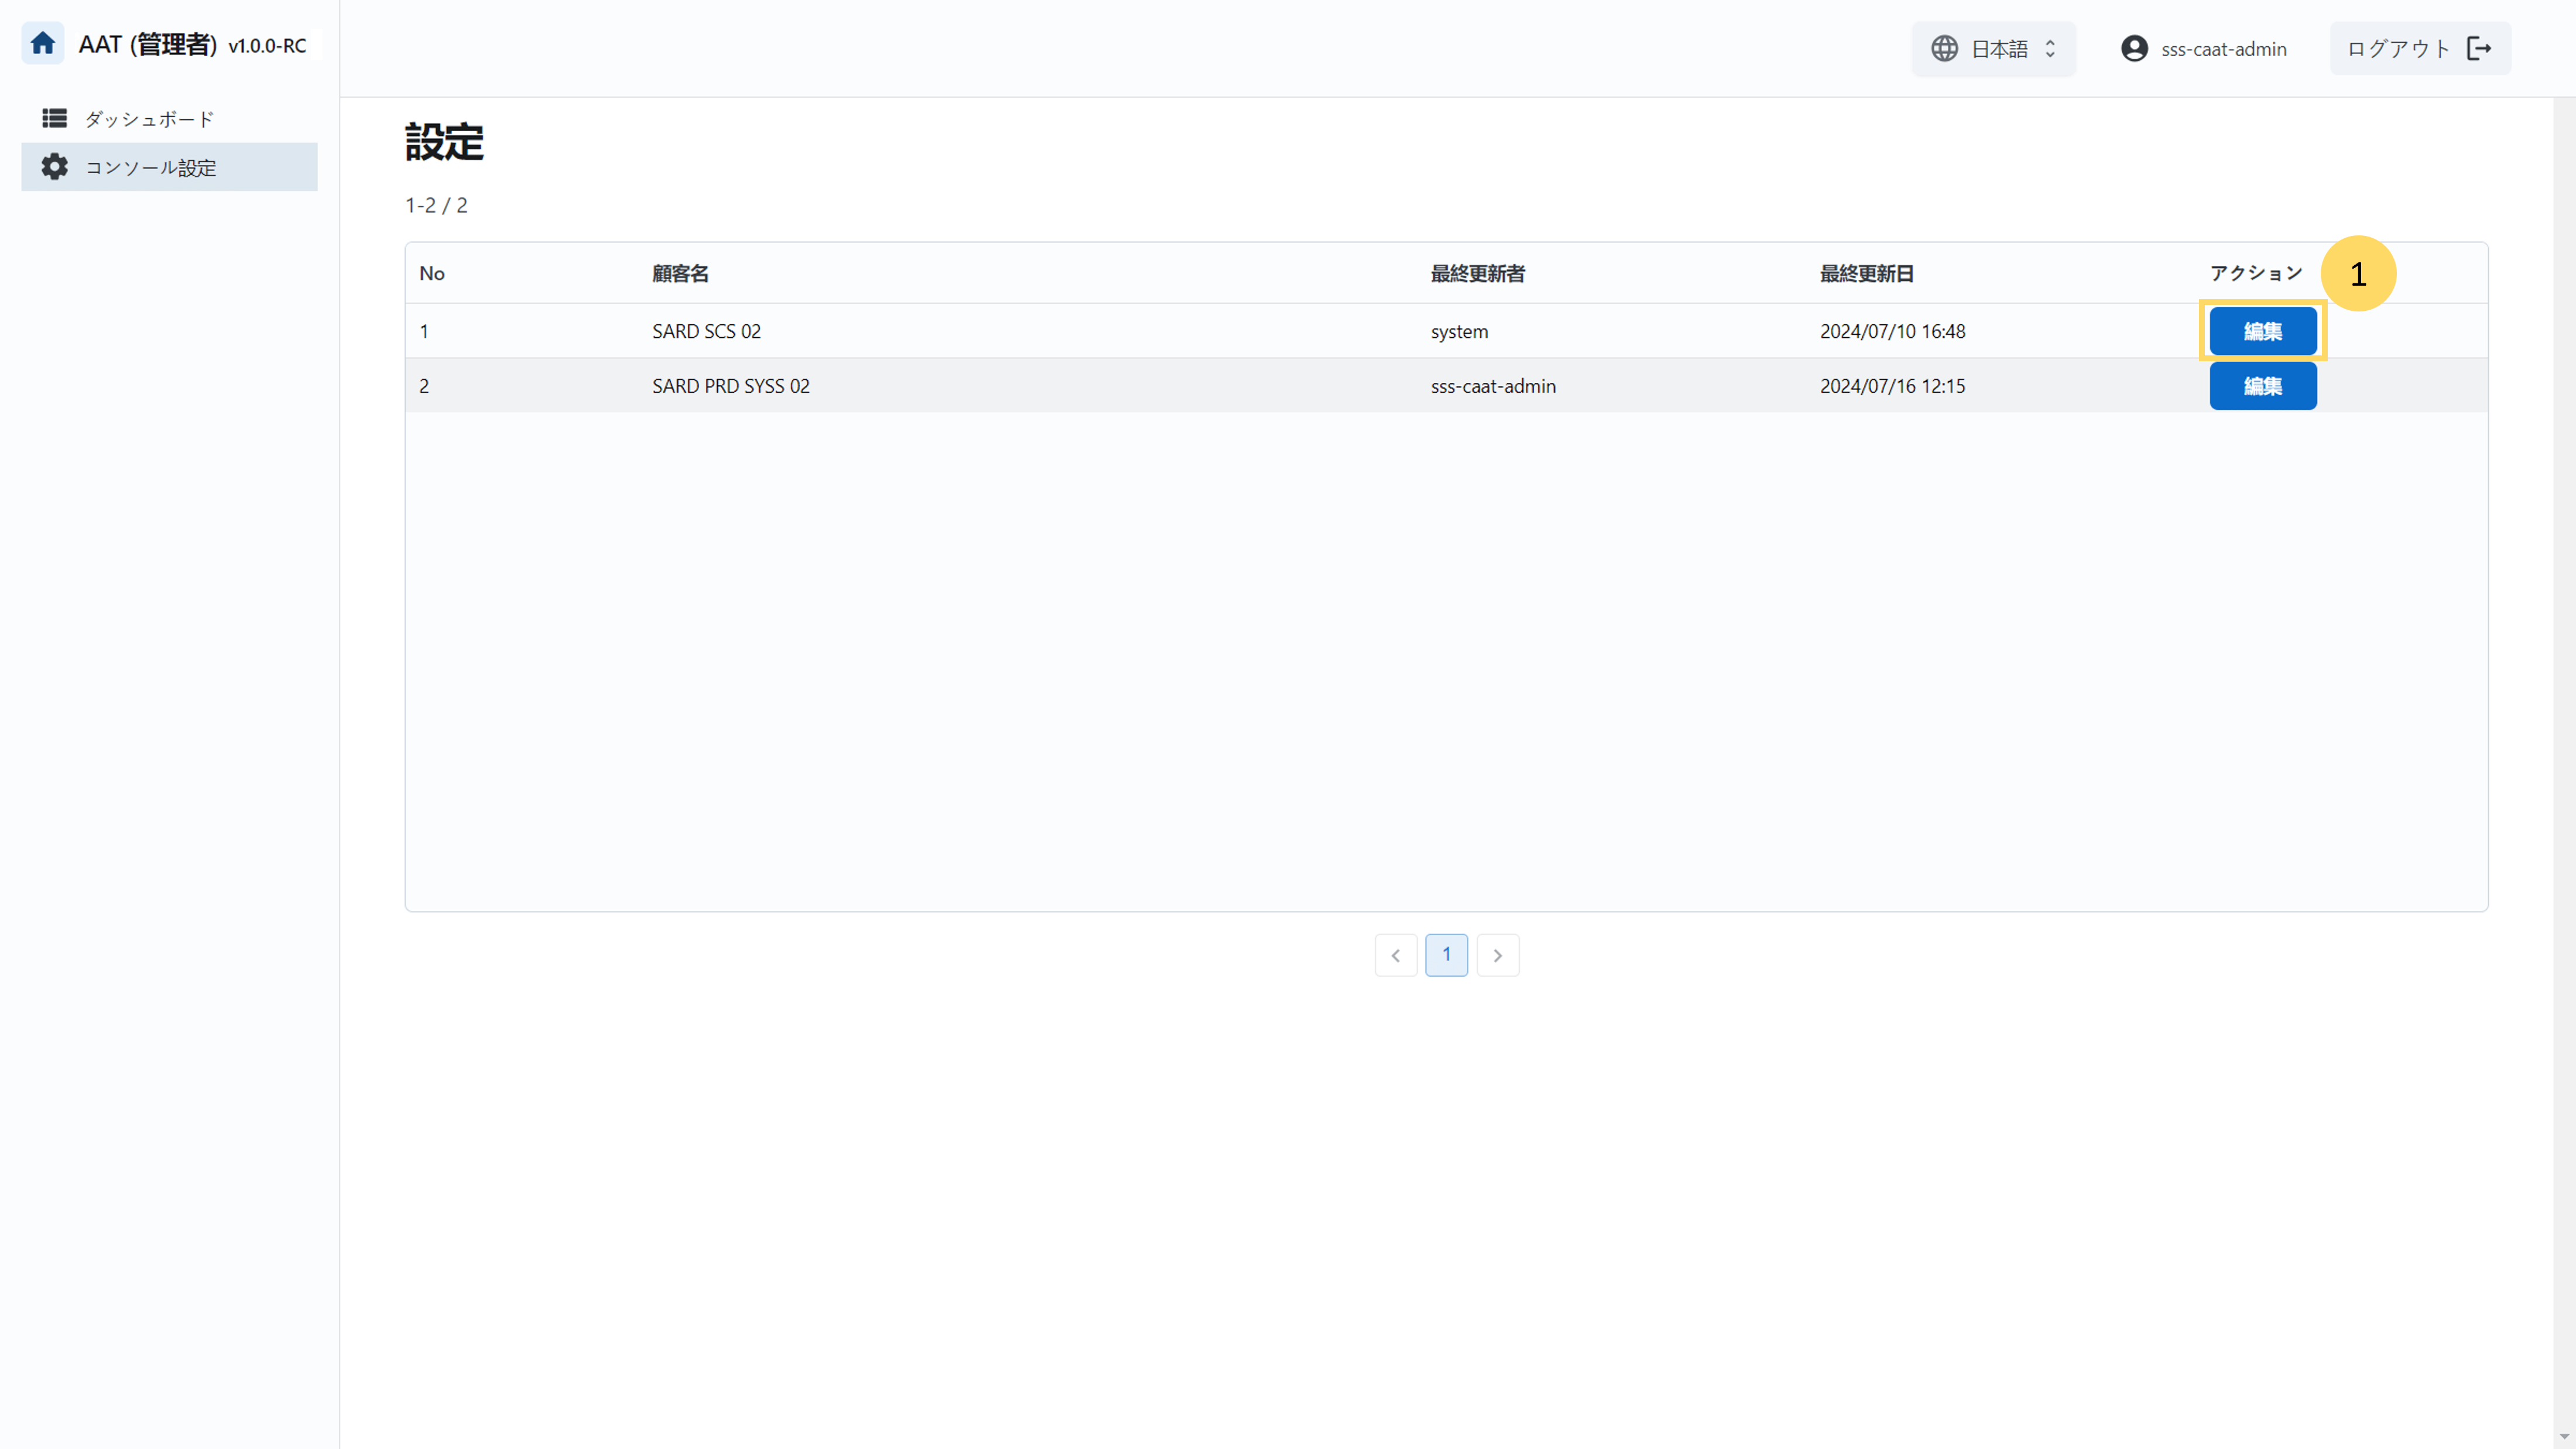 AAT (管理者) v1.0.0-RC
日本語
sss-caat-admin
ログアウト
ダッシュボード
コンソール設定
設定
1-2 / 2
No 顧客名 最終更新者 最終更新日 アクション 1
1 SARD SCS 02 system 2024/07/10 16:48 編集
2 SARD PRD SYSS 02 sss-caat-admin 2024/07/16 12:15 編集
1